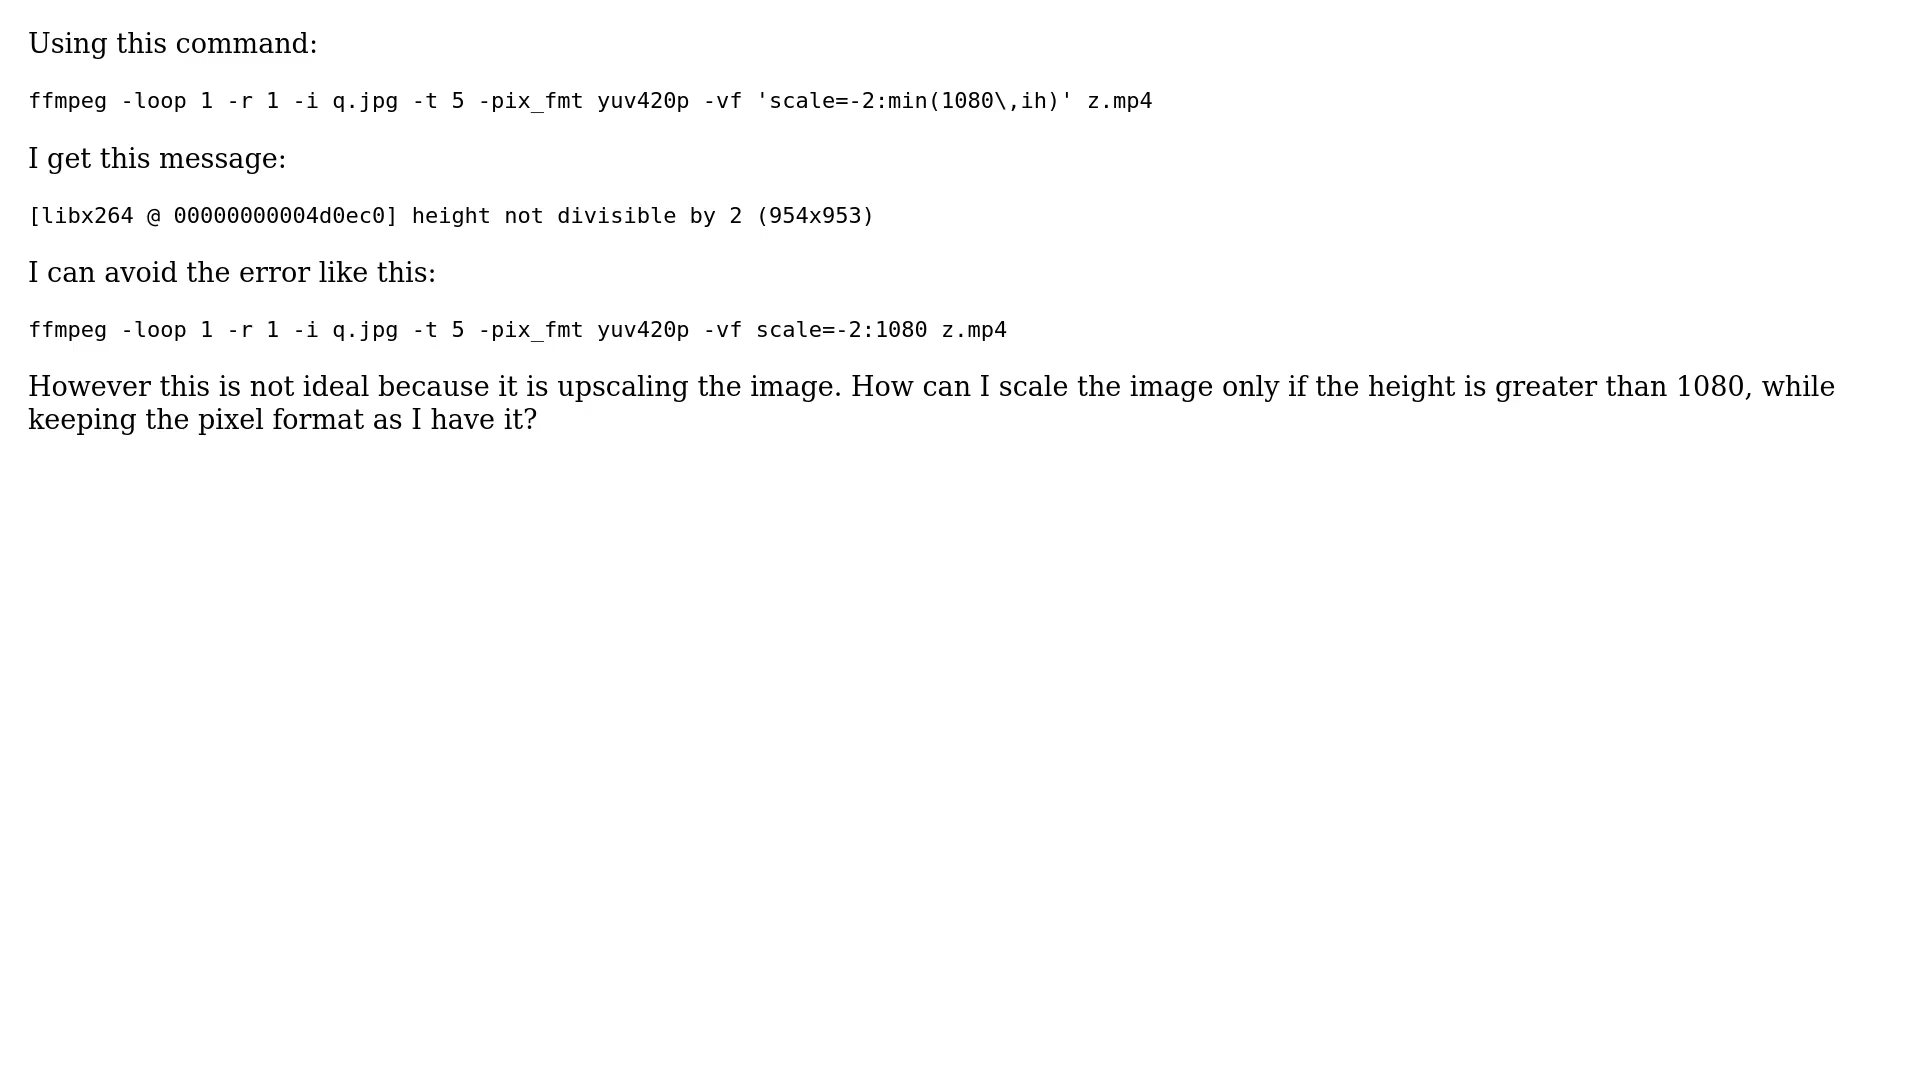 Using this command:
ffmpeg -loop 1 -r 1 -i q.jpg -t 5 -pix_fmt yuv420p -vf 'scale=-2:min(1080\,ih)' z.mp4
I get this message:
[libx264 @ 00000000004d0ec0] height not divisible by 2 (954x953)
I can avoid the error like this:
ffmpeg -loop 1 -r 1 -i q.jpg -t 5 -pix_fmt yuv420p -vf scale=-2:1080 z.mp4
However this is not ideal because it is upscaling the image. How can I scale the image only if the height is greater than 1080, while
keeping the pixel format as I have it?